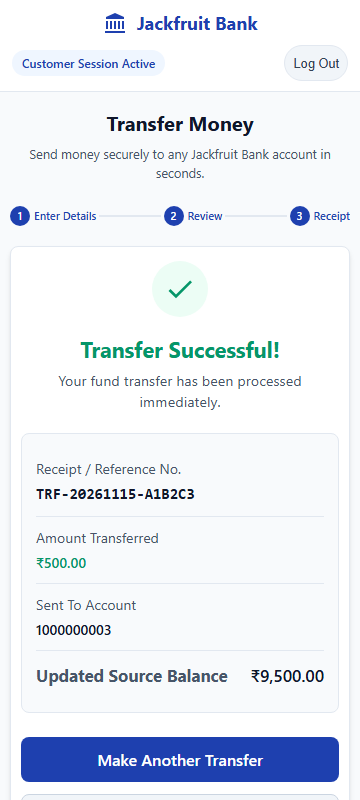 Jackfruit Bank
Customer Session Active
Log Out
Transfer Money
Send money securely to any Jackfruit Bank account in
seconds.
1 Enter Details 2 Review 3 Receipt
Transfer Successful!
Your fund transfer has been processed
immediately.
Receipt / Reference No.
TRF-20261115-A1B2C3
Amount Transferred
₹500.00
Sent To Account
1000000003
Updated Source Balance ₹9,500.00
Make Another Transfer